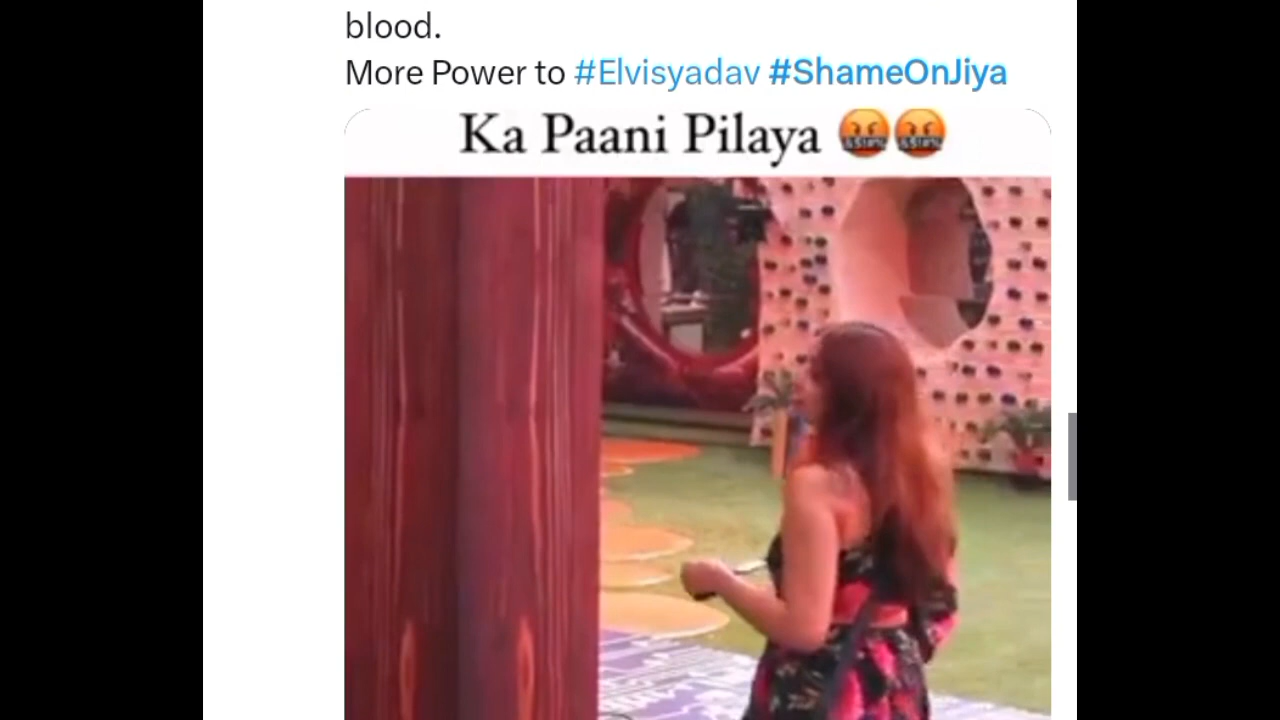 blood.
More Power to #Elvisyadav #ShameOnJiya
Ka Paani Pilaya 🤬🤬